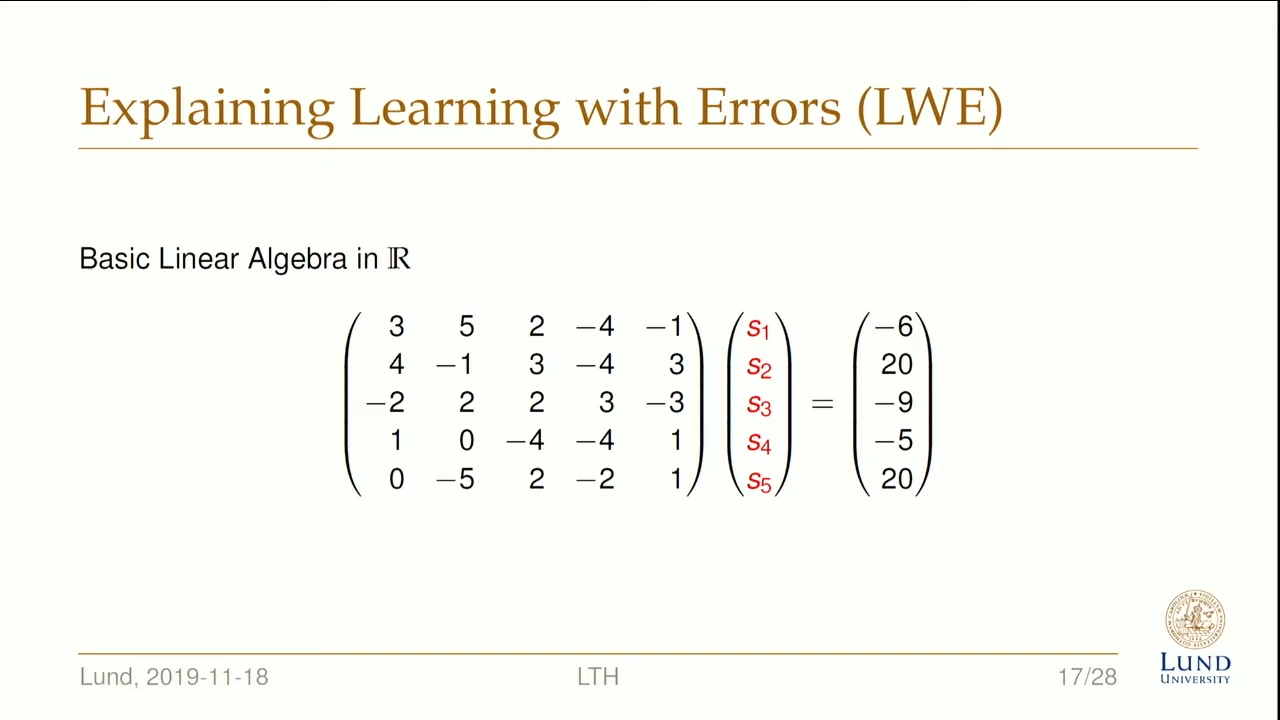 Explaining Learning with Errors (LWE)
Basic Linear Algebra in ℝ
3 5 2 −4 −1 s₁ −6
4 −1 3 −4 3 s₂ 20
−2 2 2 3 −3 s₃ = −9
1 0 −4 −4 1 s₄ −5
0 −5 2 −2 1 s₅ 20
Lund, 2019-11-18 LTH 17/28
LUND
UNIVERSITY